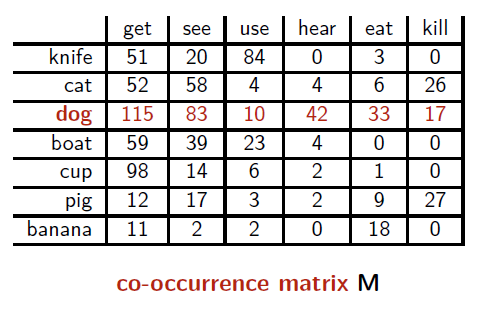 get see use hear eat kill
knife 51 20 84 0 3 0
cat 52 58 4 4 6 26
dog 115 83 10 42 33 17
boat 59 39 23 4 0 0
cup 98 14 6 2 1 0
pig 12 17 3 2 9 27
banana 11 2 2 0 18 0
co-occurrence matrix M